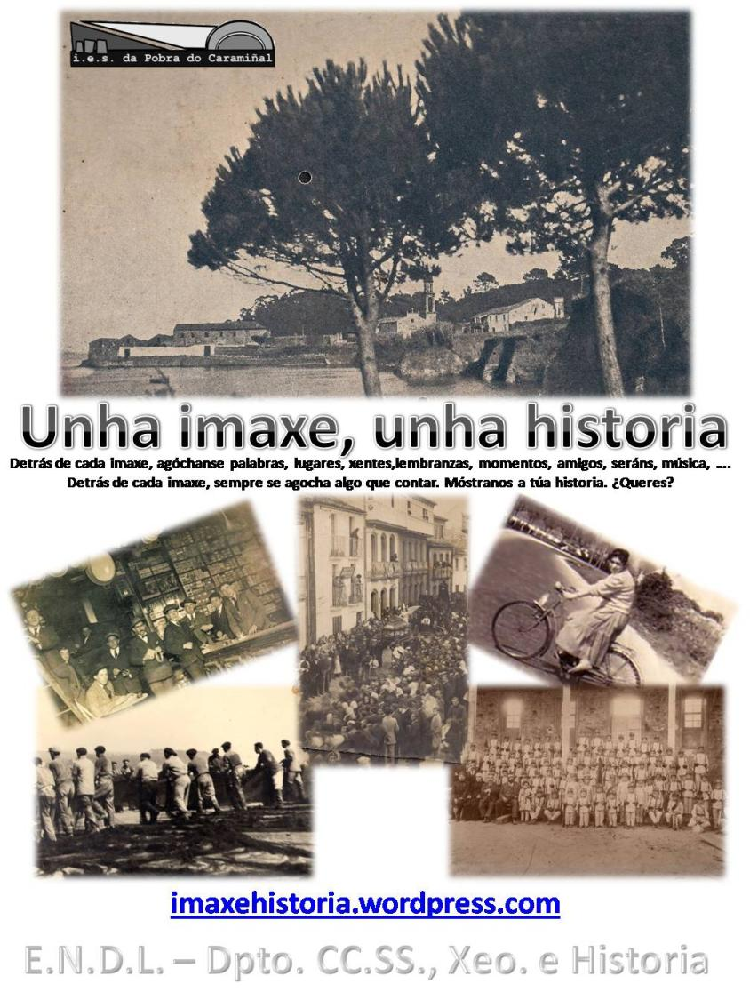 i.e.s. da Pobra do Caramiñal
Unha imaxe, unha historia
Detrás de cada imaxe, agóchanse palabras, lugares, xentes,lembranzas, momentos, amigos, seráns, música, ....
Detrás de cada imaxe, sempre se agocha algo que contar. Móstranos a túa historia. ¿Queres?
imaxehistoria.wordpress.com
E.N.D.L. – Dpto. CC.SS., Xeo. e Historia